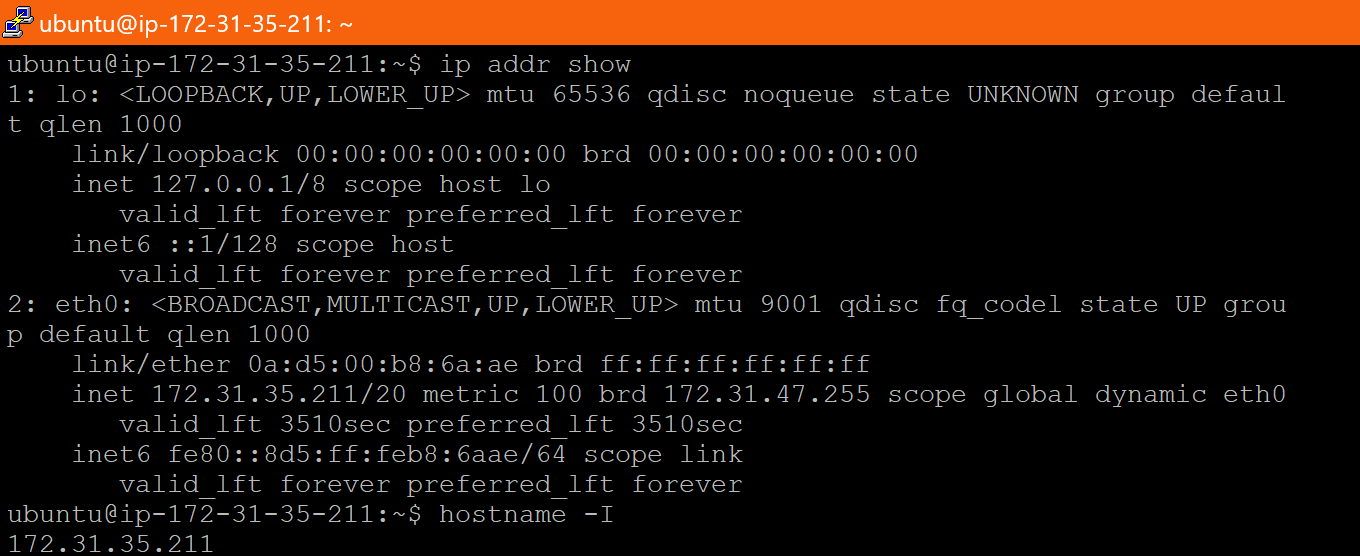 ubuntu@ip-172-31-35-211: ~
ubuntu@ip-172-31-35-211:~$ ip addr show
1: lo: <LOOPBACK,UP,LOWER_UP> mtu 65536 qdisc noqueue state UNKNOWN group defaul
t qlen 1000
    link/loopback 00:00:00:00:00:00 brd 00:00:00:00:00:00
    inet 127.0.0.1/8 scope host lo
       valid_lft forever preferred_lft forever
    inet6 ::1/128 scope host
       valid_lft forever preferred_lft forever
2: eth0: <BROADCAST,MULTICAST,UP,LOWER_UP> mtu 9001 qdisc fq_codel state UP grou
p default qlen 1000
    link/ether 0a:d5:00:b8:6a:ae brd ff:ff:ff:ff:ff:ff
    inet 172.31.35.211/20 metric 100 brd 172.31.47.255 scope global dynamic eth0
       valid_lft 3510sec preferred_lft 3510sec
    inet6 fe80::8d5:ff:feb8:6aae/64 scope link
       valid_lft forever preferred_lft forever
ubuntu@ip-172-31-35-211:~$ hostname -I
172.31.35.211